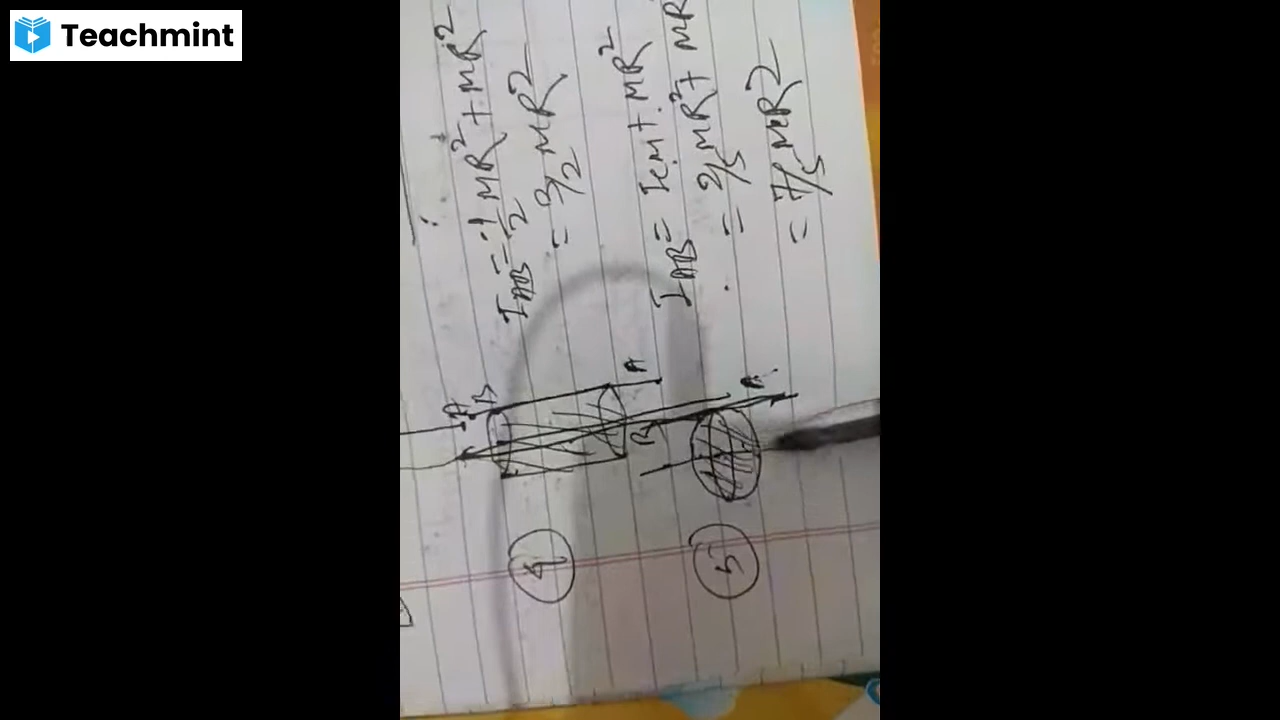 Teachmint
④ A B A
I_AB = 1/2 MR² + MR²
= 3/2 MR²
⑤ B A
I_AB = I_CM + MR²
= 2/5 MR² + MR
= 7/5 MR²